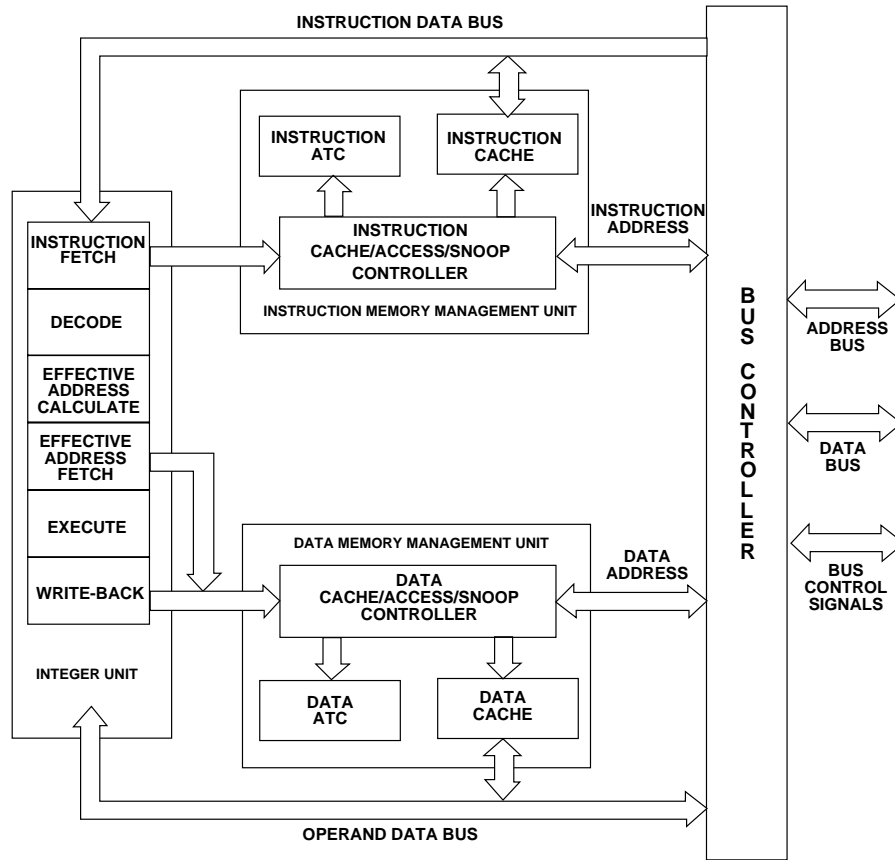 INSTRUCTION DATA BUS
INSTRUCTION
ATC
INSTRUCTION
CACHE
INSTRUCTION
FETCH
DECODE
EFFECTIVE
ADDRESS
CALCULATE
EFFECTIVE
ADDRESS
FETCH
EXECUTE
WRITE-BACK
INTEGER UNIT
INSTRUCTION
CACHE/ACCESS/SNOOP
CONTROLLER
INSTRUCTION MEMORY MANAGEMENT UNIT
INSTRUCTION
ADDRESS
DATA MEMORY MANAGEMENT UNIT
DATA
CACHE/ACCESS/SNOOP
CONTROLLER
DATA
ATC
DATA
CACHE
DATA
ADDRESS
OPERAND DATA BUS
BUS CONTROLLER
ADDRESS
BUS
DATA
BUS
BUS
CONTROL
SIGNALS